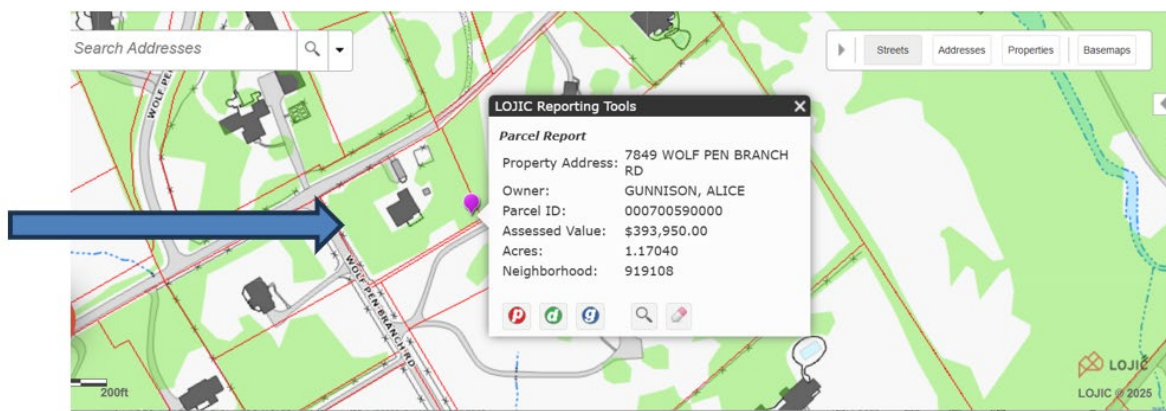 Search Addresses
Streets
Addresses
Properties
Basemaps
WOLF PE
LOJIC Reporting Tools
Parcel Report
Property Address: 7849 WOLF PEN BRANCH
RD
Owner: GUNNISON, ALICE
Parcel ID: 000700590000
Assessed Value: $393,950.00
Acres: 1.17040
Neighborhood: 919108
p d g
WOLF PEN BRANCH RD
200ft
LOJIC
LOJIC © 2025